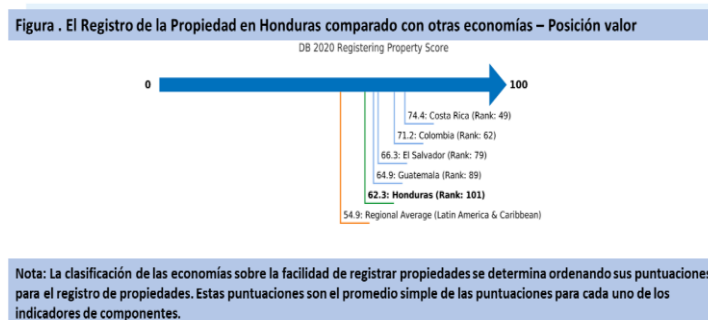 Figura . El Registro de la Propiedad en Honduras comparado con otras economías – Posición valor
DB 2020 Registering Property Score
0
100
74.4: Costa Rica (Rank: 49)
71.2: Colombia (Rank: 62)
66.3: El Salvador (Rank: 79)
64.9: Guatemala (Rank: 89)
62.3: Honduras (Rank: 101)
54.9: Regional Average (Latin America & Caribbean)
Nota: La clasificación de las economías sobre la facilidad de registrar propiedades se determina ordenando sus puntuaciones
para el registro de propiedades. Estas puntuaciones son el promedio simple de las puntuaciones para cada uno de los
indicadores de componentes.